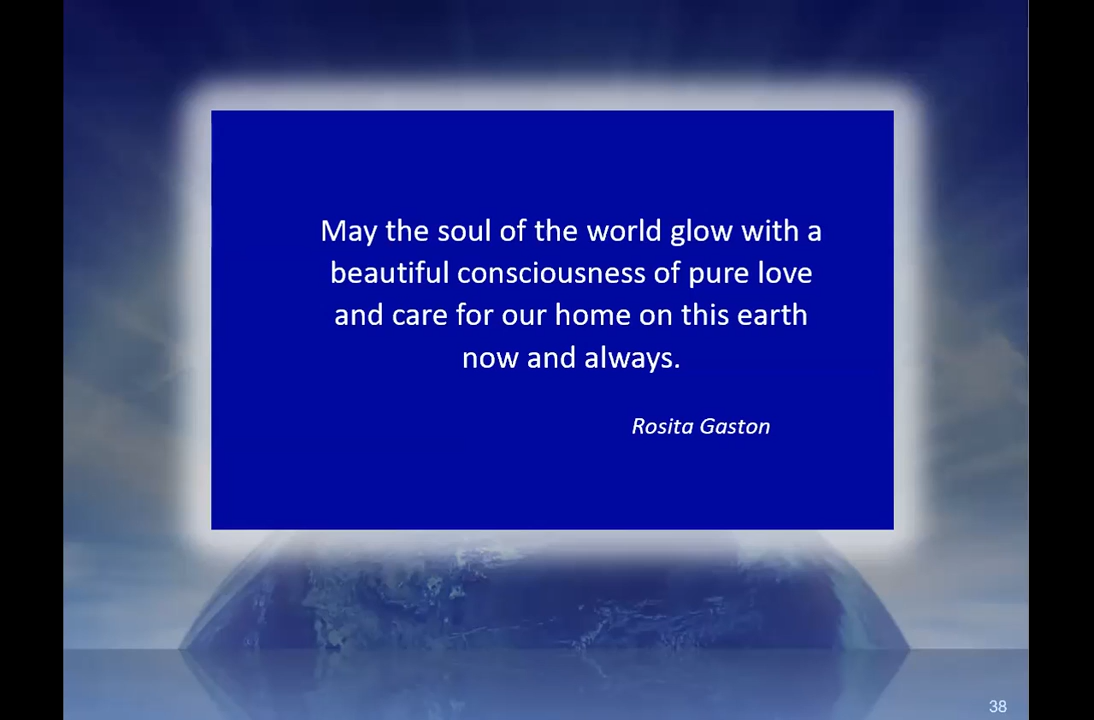 May the soul of the world glow with a
beautiful consciousness of pure love
and care for our home on this earth
now and always.
Rosita Gaston
38